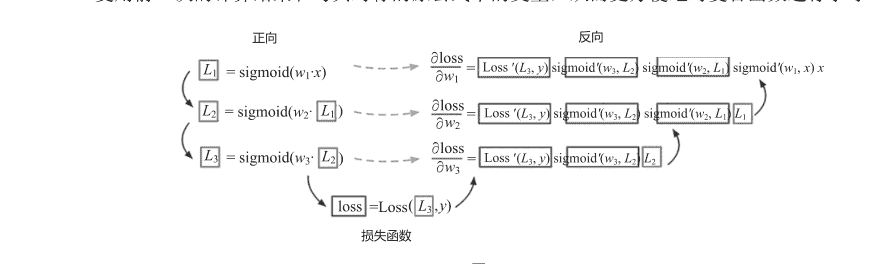 正向 反向
L₁ = sigmoid(w₁·x) ∂loss/∂w₁ = Loss ′(L₃, y) sigmoid′(w₃, L₂) sigmoid′(w₂, L₁) sigmoid′(w₁, x) x
L₂ = sigmoid(w₂· L₁ ) ∂loss/∂w₂ = Loss ′(L₃, y) sigmoid′(w₃, L₂) sigmoid′(w₂, L₁) L₁
L₃ = sigmoid(w₃· L₂ ) ∂loss/∂w₃ = Loss ′(L₃, y) sigmoid′(w₃, L₂) L₂
loss =Loss( L₃ ,y)
损失函数